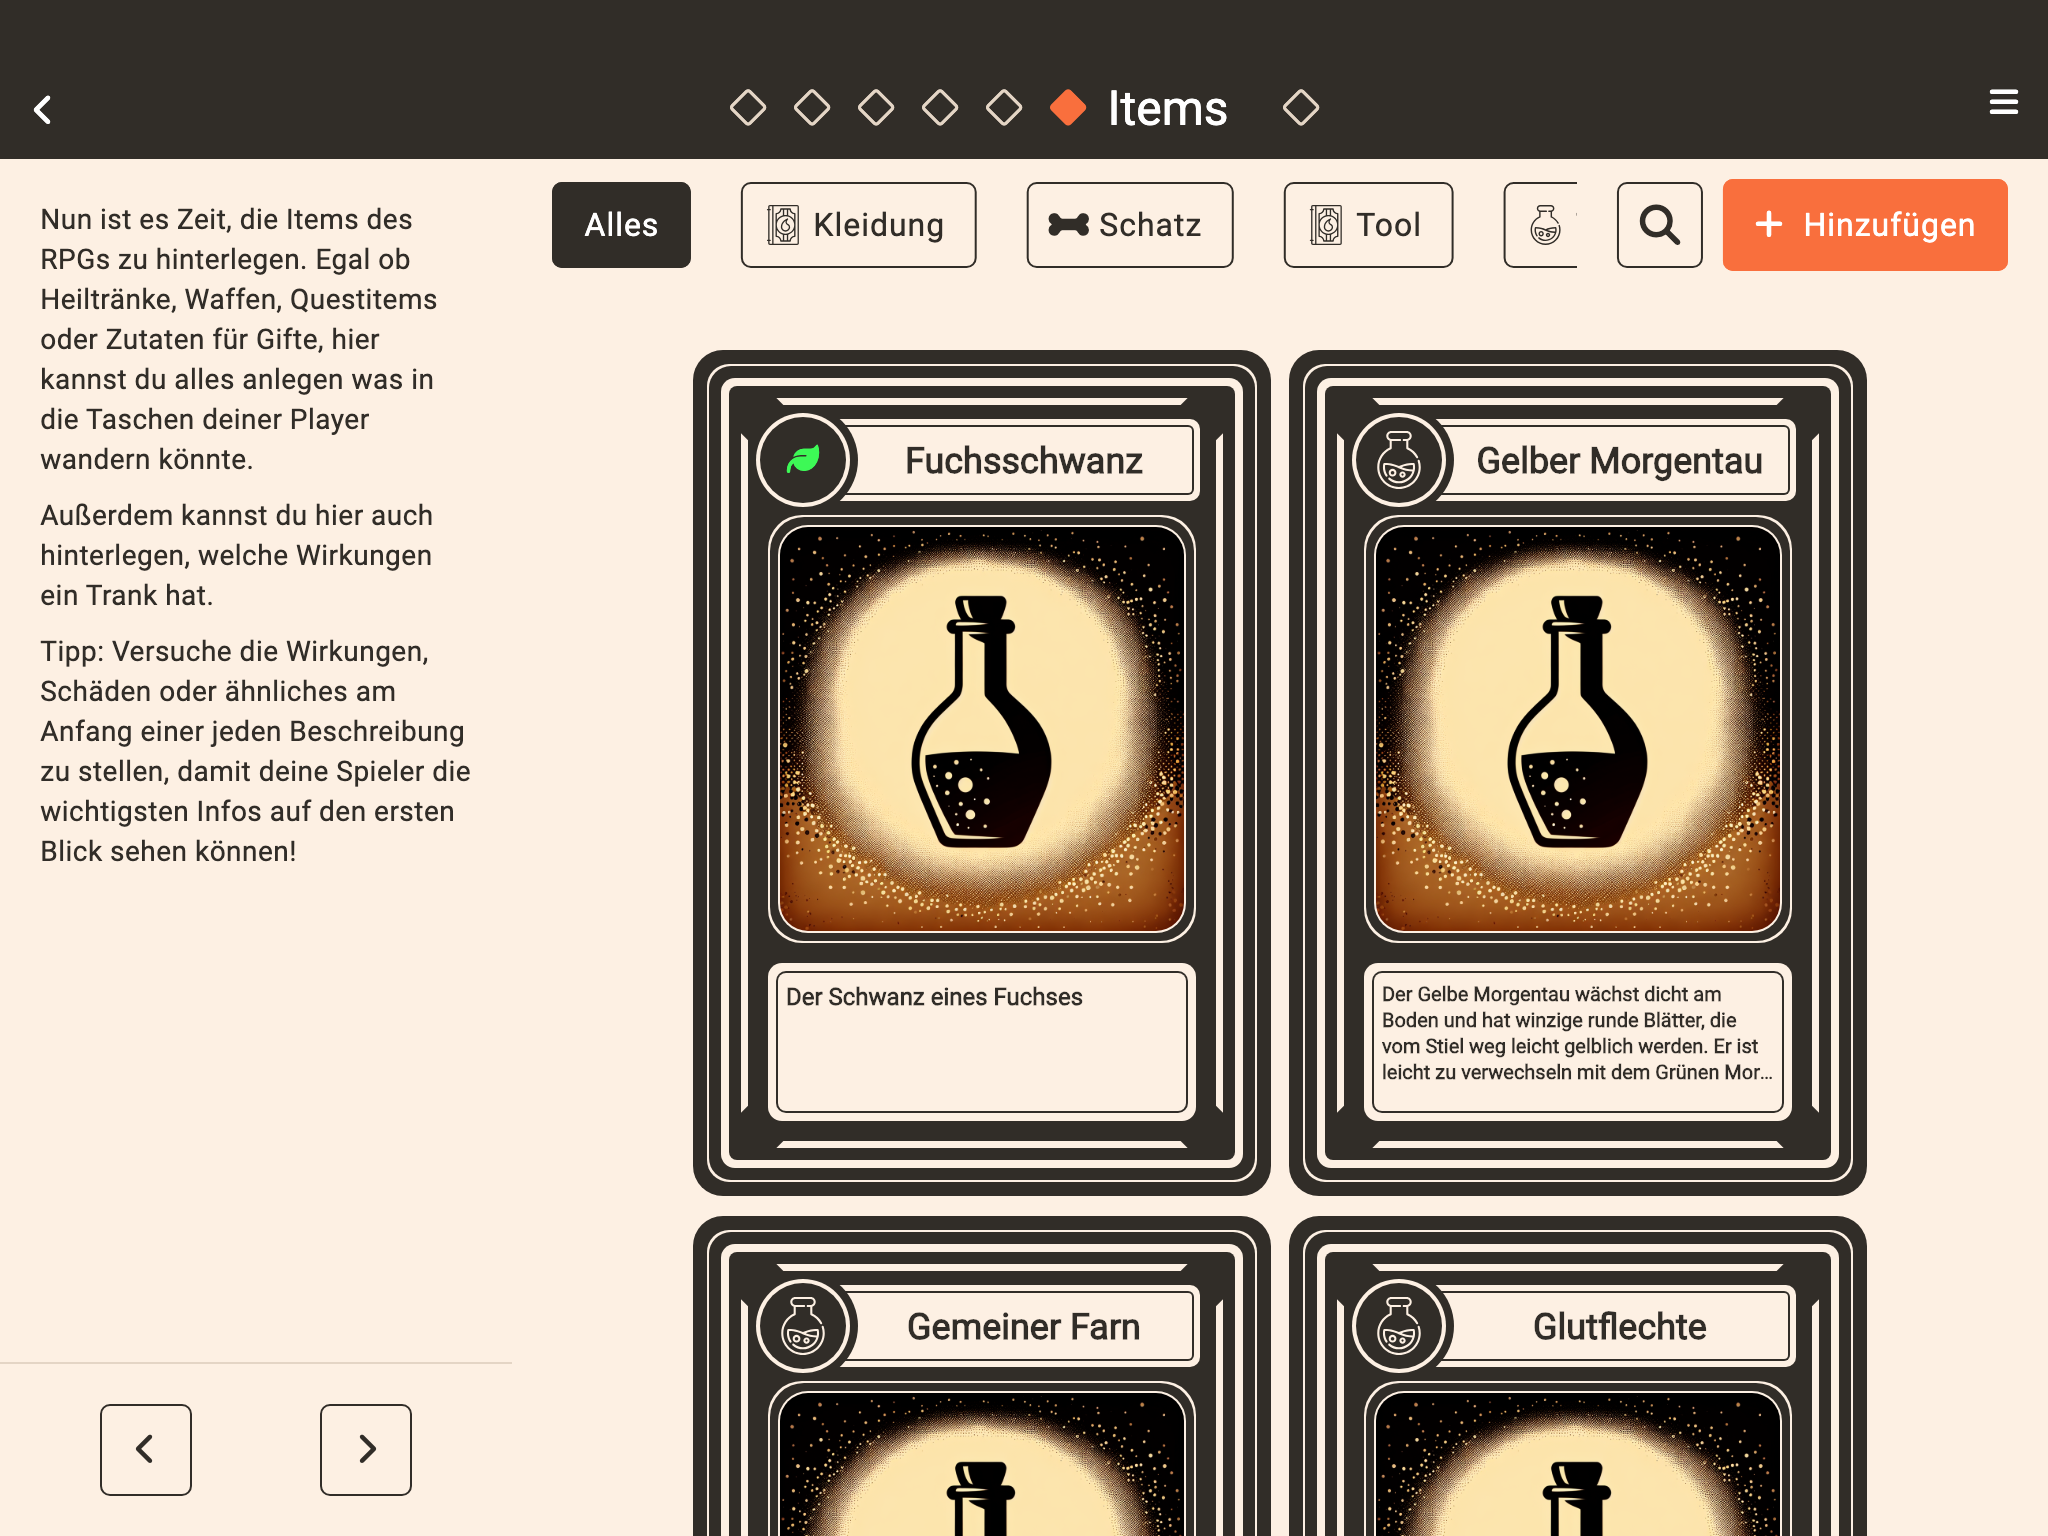 Items
Nun ist es Zeit, die Items des
RPGs zu hinterlegen. Egal ob
Heiltränke, Waffen, Questitems
oder Zutaten für Gifte, hier
kannst du alles anlegen was in
die Taschen deiner Player
wandern könnte.
Außerdem kannst du hier auch
hinterlegen, welche Wirkungen
ein Trank hat.
Tipp: Versuche die Wirkungen,
Schäden oder ähnliches am
Anfang einer jeden Beschreibung
zu stellen, damit deine Spieler die
wichtigsten Infos auf den ersten
Blick sehen können!
Alles
Kleidung
Schatz
Tool
Hinzufügen
Fuchsschwanz
Der Schwanz eines Fuchses
Gelber Morgentau
Der Gelbe Morgentau wächst dicht am
Boden und hat winzige runde Blätter, die
vom Stiel weg leicht gelblich werden. Er ist
leicht zu verwechseln mit dem Grünen Mor...
Gemeiner Farn
Glutflechte